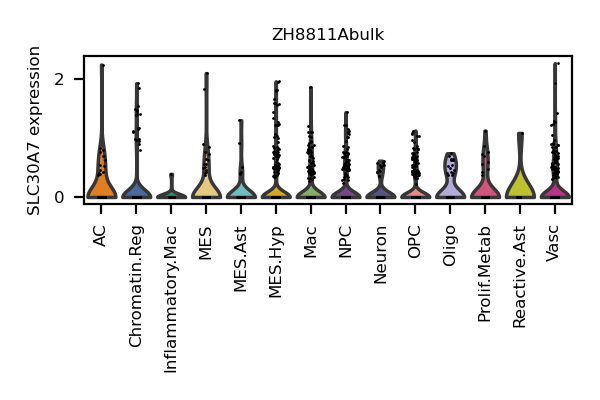 ZH8811Abulk
SLC30A7 expression
2
0
AC
Chromatin.Reg
Inflammatory.Mac
MES
MES.Ast
MES.Hyp
Mac
NPC
Neuron
OPC
Oligo
Prolif.Metab
Reactive.Ast
Vasc